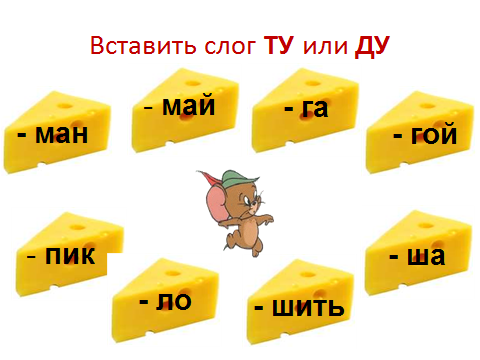 Вставить слог ТУ или ДУ
- ман
- май
- га
- гой
- пик
- ло
- шить
- ша